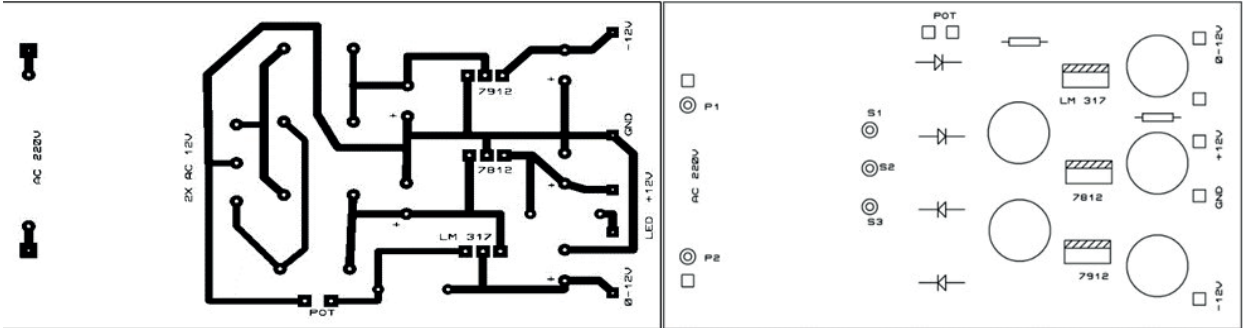 AC 220V
2X AC 12V
POT
7912
7812
LM 317
-12V
GND
+12V
LED
0-12V
+
+
+
+
+
POT
P1
AC 220V
P2
S1
S2
S3
LM 317
7812
7912
0-12V
+12V
GND
-12V